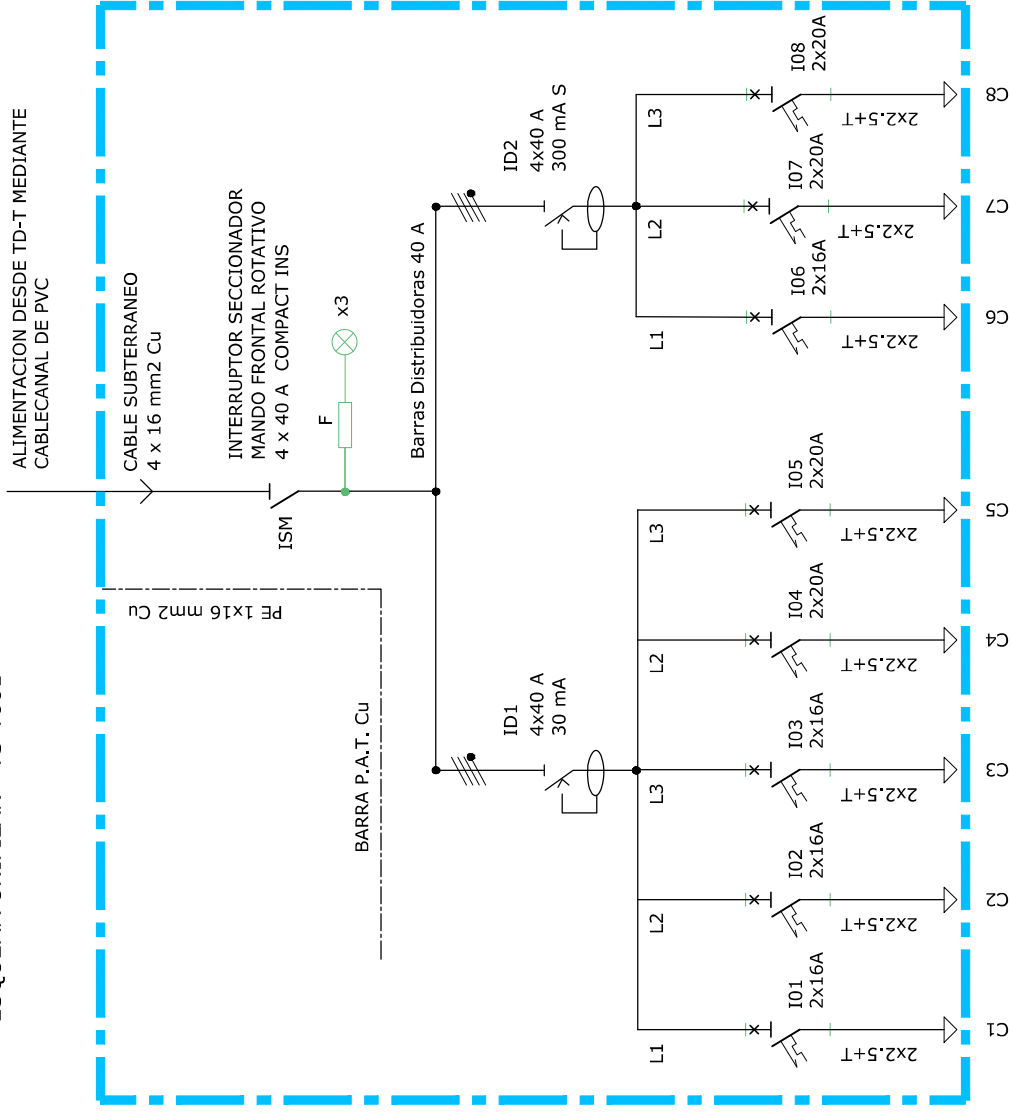 ALIMENTACION DESDE TD-T MEDIANTE
CABLECANAL DE PVC
CABLE SUBTERRANEO
4 x 16 mm2 Cu
INTERRUPTOR SECCIONADOR
MANDO FRONTAL ROTATIVO
4 x 40 A COMPACT INS
ISM
F
x3
PE 1x16 mm2 Cu
BARRA P.A.T. Cu
Barras Distribuidoras 40 A
ID1
4x40 A
30 mA
ID2
4x40 A
300 mA S
L1
L2
L3
L2
L3
L1
L2
L3
I01
2x16A
I02
2x16A
I03
2x16A
I04
2x20A
I05
2x20A
I06
2x16A
I07
2x20A
I08
2x20A
2x2.5+T
2x2.5+T
2x2.5+T
2x2.5+T
2x2.5+T
2x2.5+T
2x2.5+T
2x2.5+T
C1
C2
C3
C4
C5
C6
C7
C8